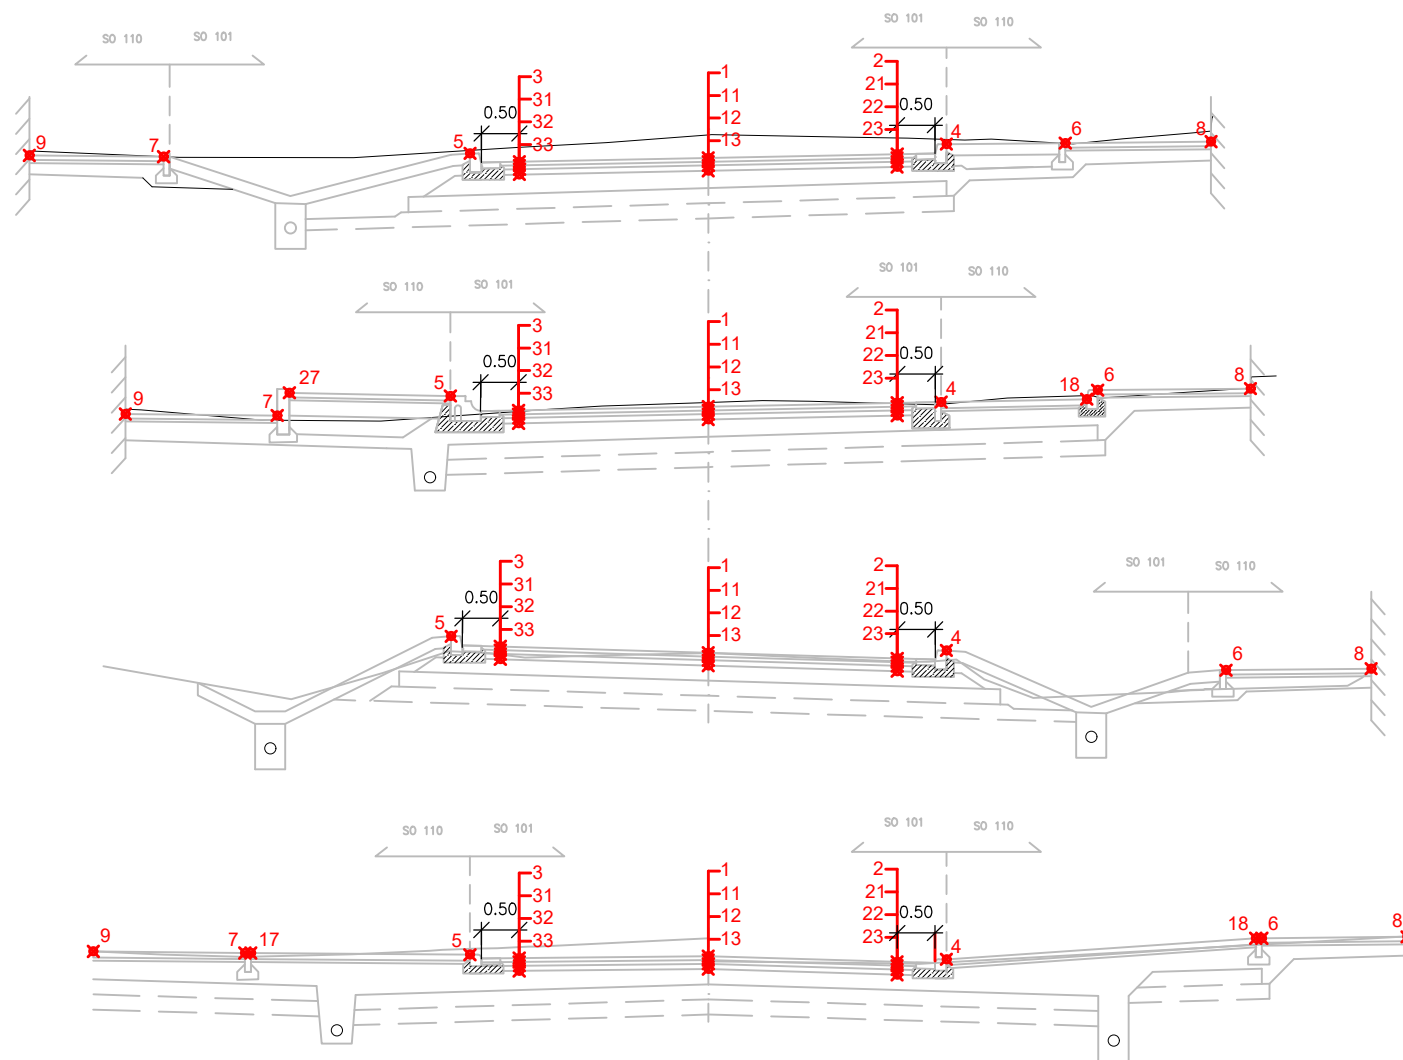 SO 110 SO 101 SO 101 SO 110
3 1 2
31 11 21
0.50 32 12 22 0.50
9 7 5 33 13 23 4 6 8
SO 110 SO 101 SO 101 SO 110
3 1 2
31 11 21
0.50 32 12 22 0.50
9 7 27 5 33 13 23 4 18 6 8
SO 101 SO 110
3 1 2
31 11 21
0.50 32 12 22 0.50
5 33 13 23 4 6 8
SO 110 SO 101 SO 101 SO 110
3 1 2
31 11 21
0.50 32 12 22 0.50
9 7 17 5 33 13 23 4 18 6 8